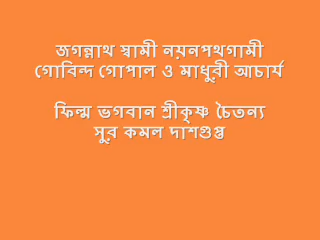 জগন্নাথ স্বামী নয়নপথগামী
গোবিন্দ গোপাল ও মাধুরী আচার্য
ফিল্ম ভগবান শ্রীকৃষ্ণ চৈতন্য
সুর কমল দাশগুপ্ত